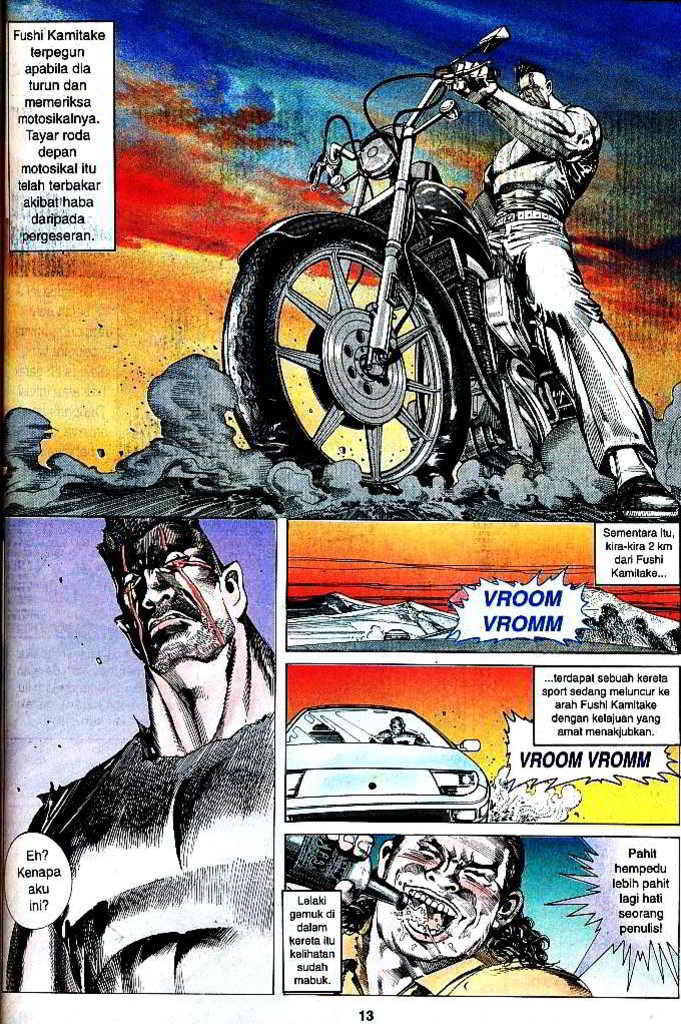 Fushi Kamitake
terpegun
apabila dia
turun dan
memeriksa
motosikalnya.
Tayar roda
depan
motosikal itu
telah terbakar
akibat haba
daripada
pergeseran.
Eh?
Kenapa
aku
ini?
Sementara itu,
kira-kira 2 km
dari Fushi
Kamitake...
VROOM
VROMM
...terdapat sebuah kereta
sport sedang meluncur ke
arah Fushi Kamitake
dengan kelajuan yang
amat menakjubkan.
VROOM VROMM
Lelaki
gemuk di
dalam
kereta itu
kelihatan
sudah
mabuk.
Pahit
hempedu
lebih pahit
lagi hati
seorang
penulis!
13